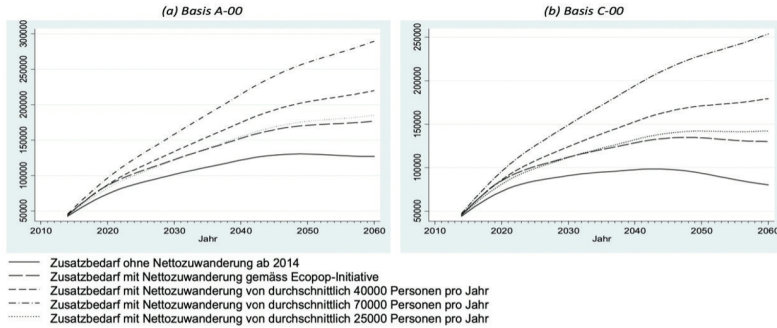 (a) Basis A-00
(b) Basis C-00
300000
250000
200000
150000
100000
50000
2010
2020
2030
2040
2050
2060
Jahr
250000
200000
150000
100000
50000
2010
2020
2030
2040
2050
2060
Jahr
Zusatzbedarf ohne Nettozuwanderung ab 2014
Zusatzbedarf mit Nettozuwanderung gemäss Ecopop-Initiative
Zusatzbedarf mit Nettozuwanderung von durchschnittlich 40000 Personen pro Jahr
Zusatzbedarf mit Nettozuwanderung von durchschnittlich 70000 Personen pro Jahr
Zusatzbedarf mit Nettozuwanderung von durchschnittlich 25000 Personen pro Jahr